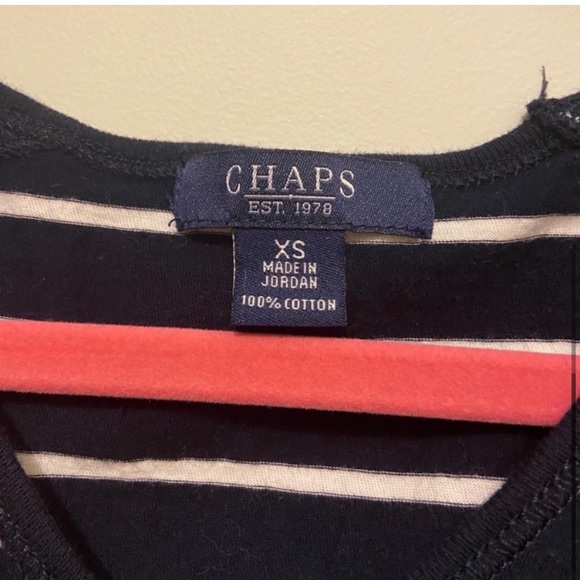 CHAPS
EST. 1978
XS
MADE IN
JORDAN
100% COTTON